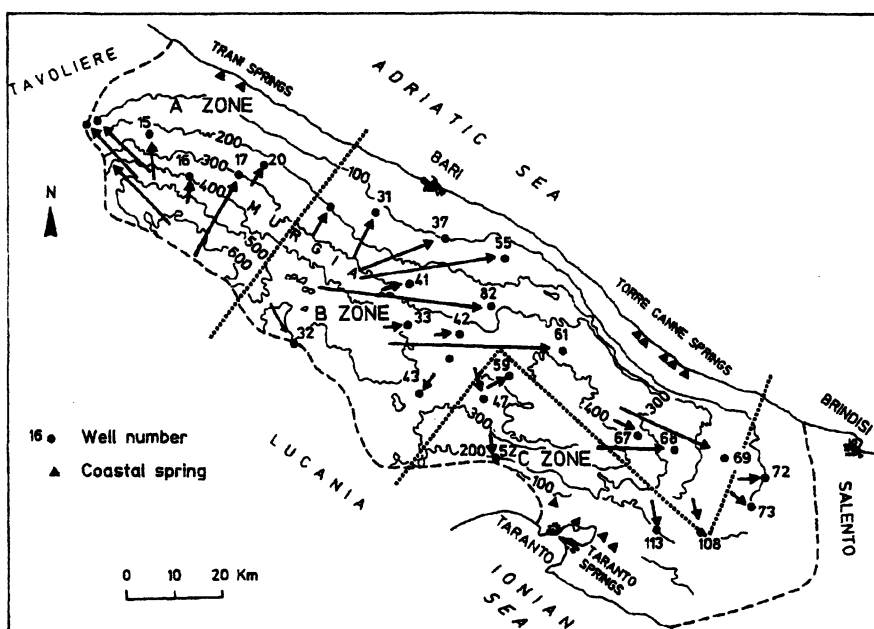 TAVOLIERE
TRANI SPRINGS
ADRIATIC SEA
A ZONE
15
200
100
BARI
16
300
17
20
400
N
MURGIA
31
37
500
55
600
41
TORRE CANNE SPRINGS
82
B ZONE
33
42
32
61
59
43
47
300
BRINDISI
300
400
16 Well number
67
68
LUCANIA
200
52
C ZONE
69
72
Coastal spring
100
73
SALENTO
113
108
TARANTO
TARANTO SPRINGS
0 10 20 Km
IONIAN SEA